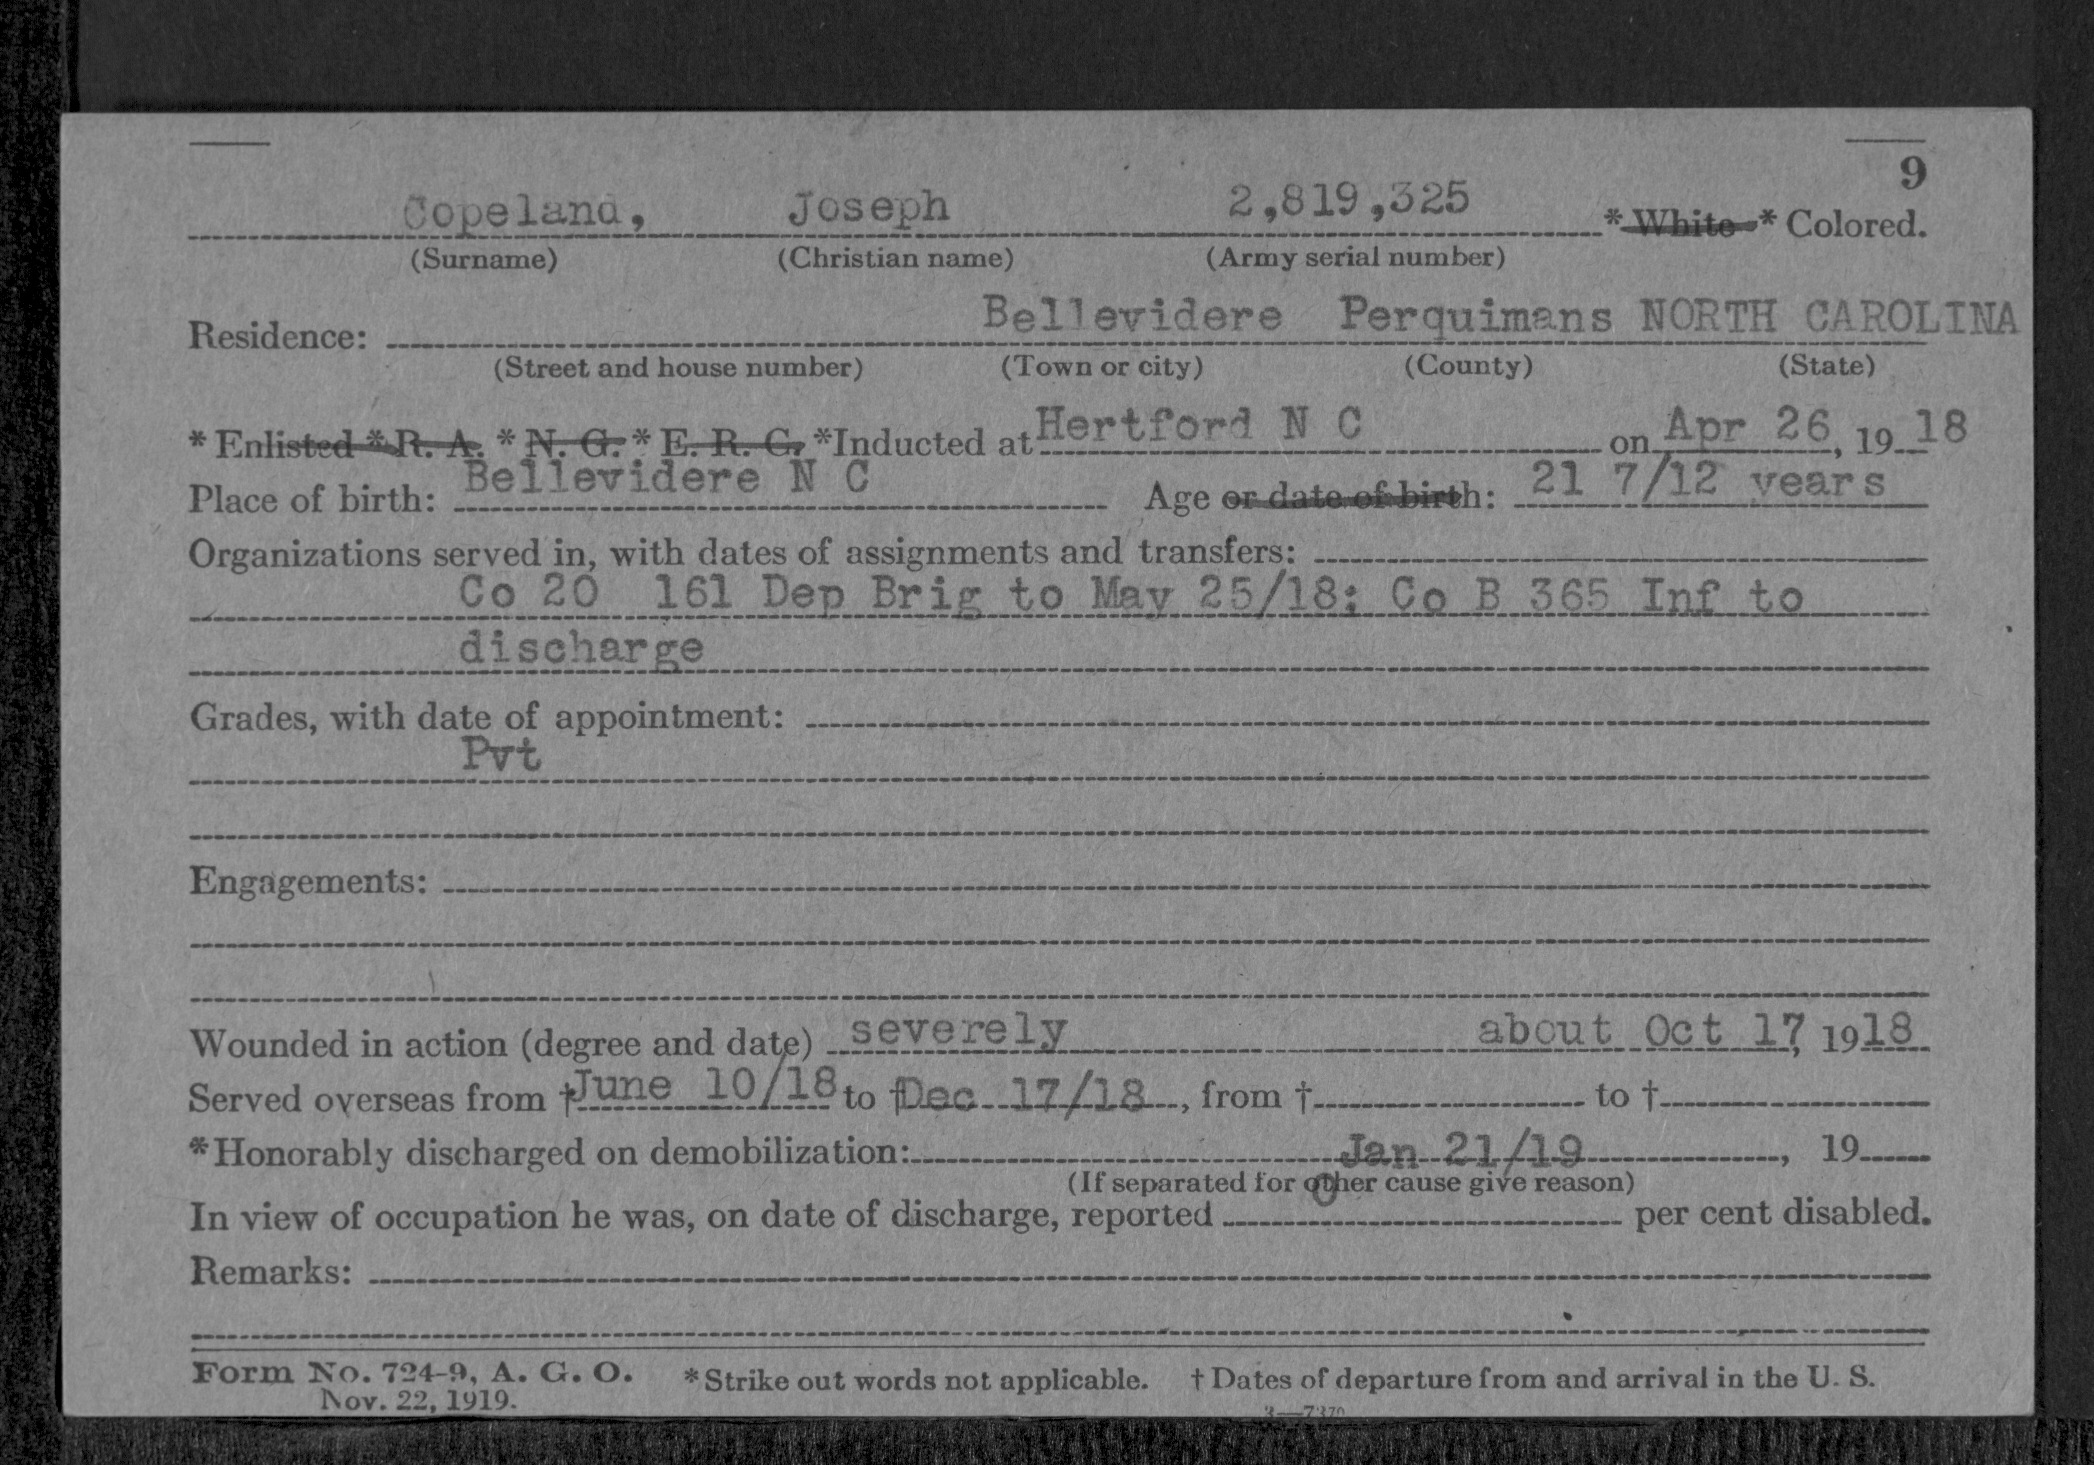 9
Copeland, Joseph 2,819,325 * White * Colored.
(Surname) (Christian name) (Army serial number)
Residence: Bellevidere Perquimans NORTH CAROLINA
(Street and house number) (Town or city) (County) (State)
* Enlisted * R. A. * N. G. * E. R. C. *Inducted at Hertford N C on Apr 26, 19 18
Place of birth: Bellevidere N C Age or date of birth: 21 7/12 years
Organizations served in, with dates of assignments and transfers:
Co 20 161 Dep Brig to May 25/18; Co B 365 Inf to
discharge
Grades, with date of appointment:
Pvt
Engagements:
Wounded in action (degree and date) severely about Oct 17, 1918
Served overseas from † June 10/18 to † Dec 17/18, from † to †
*Honorably discharged on demobilization: Jan 21/19, 19
(If separated for other cause give reason)
In view of occupation he was, on date of discharge, reported 0 per cent disabled.
Remarks:
Form No. 724-9, A. G. O. *Strike out words not applicable. † Dates of departure from and arrival in the U. S.
Nov. 22, 1919. 3—7370